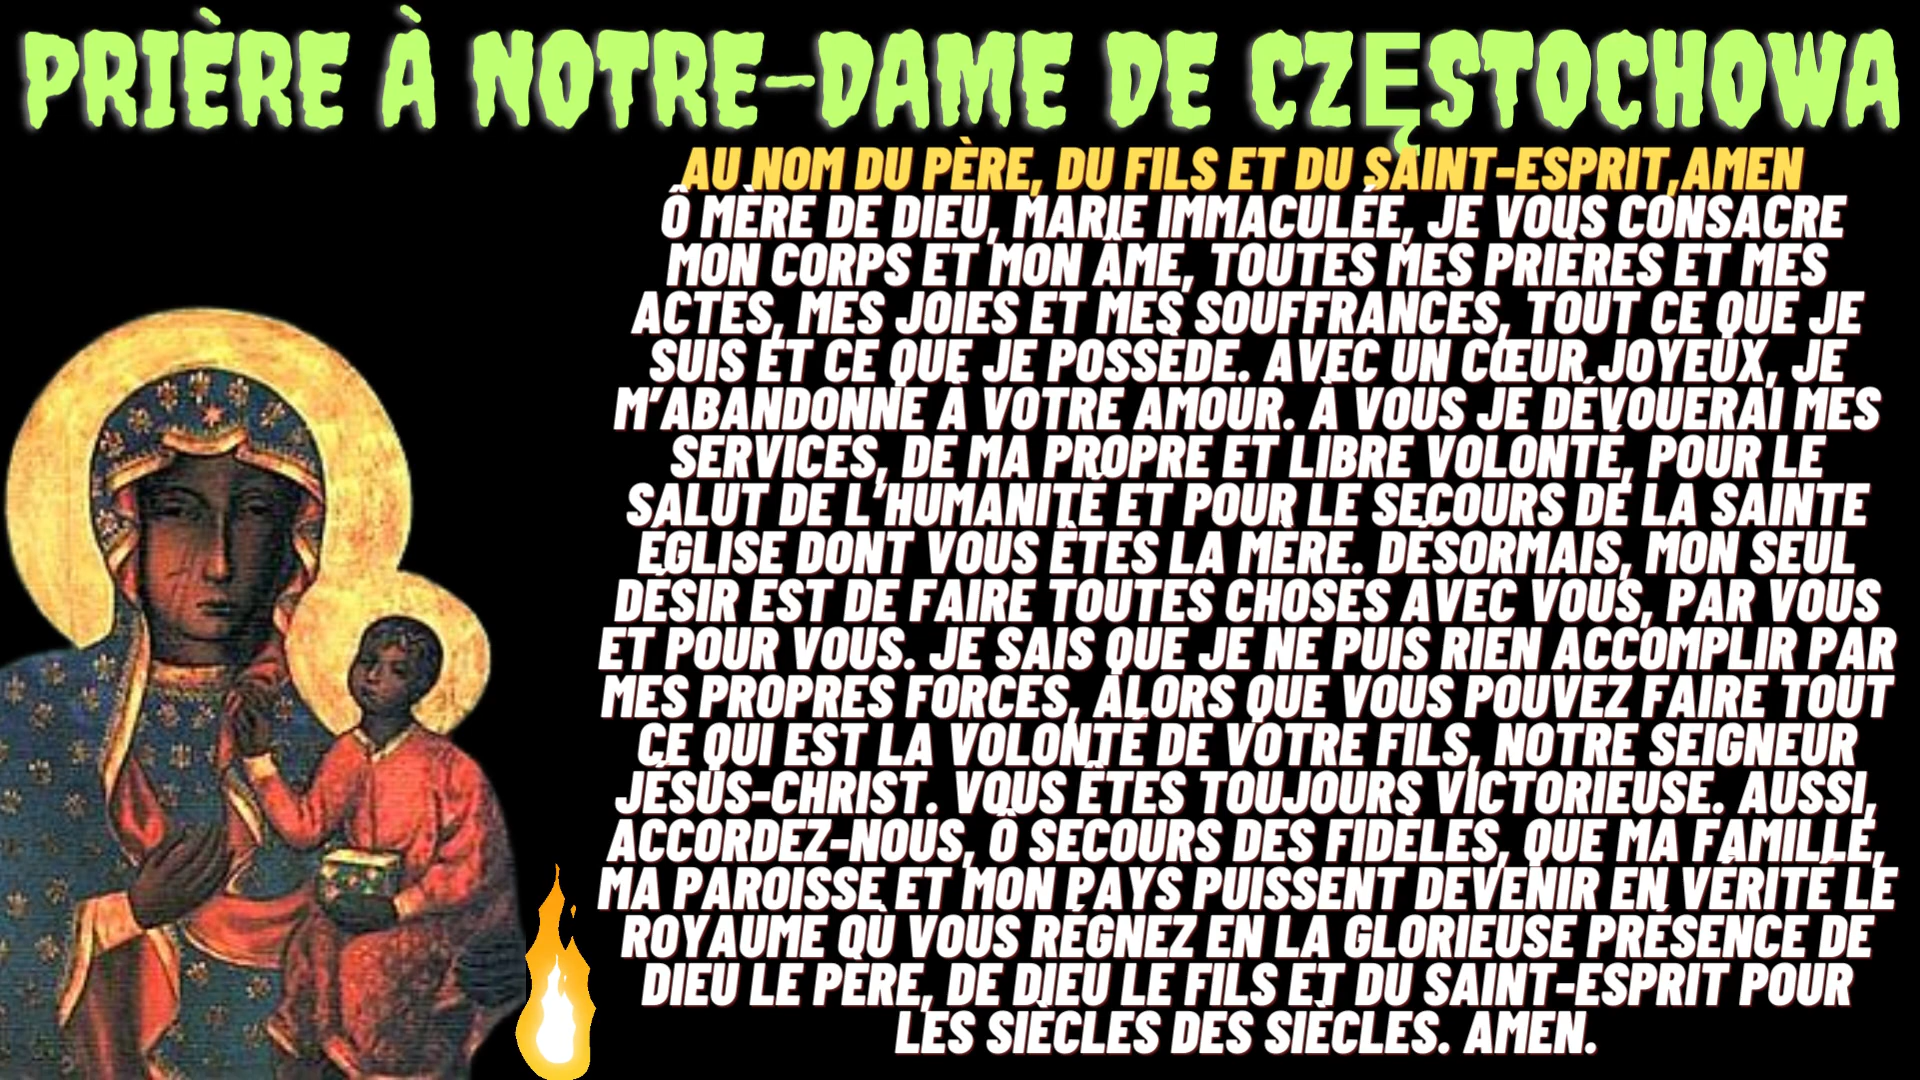 PRIÈRE À NOTRE-DAME DE CZĘSTOCHOWA
AU NOM DU PÈRE, DU FILS ET DU SAINT-ESPRIT,AMEN
Ô MÈRE DE DIEU, MARIE IMMACULÉE, JE VOUS CONSACRE
MON CORPS ET MON ÂME, TOUTES MES PRIÈRES ET MES
ACTES, MES JOIES ET MES SOUFFRANCES, TOUT CE QUE JE
SUIS ET CE QUE JE POSSÈDE. AVEC UN CŒUR JOYEUX, JE
M'ABANDONNE À VOTRE AMOUR. À VOUS JE DÉVOUERAI MES
SERVICES, DE MA PROPRE ET LIBRE VOLONTÉ, POUR LE
SALUT DE L'HUMANITÉ ET POUR LE SECOURS DE LA SAINTE
ÉGLISE DONT VOUS ÊTES LA MÈRE. DÉSORMAIS, MON SEUL
DÉSIR EST DE FAIRE TOUTES CHOSES AVEC VOUS, PAR VOUS
ET POUR VOUS. JE SAIS QUE JE NE PUIS RIEN ACCOMPLIR PAR
MES PROPRES FORCES, ALORS QUE VOUS POUVEZ FAIRE TOUT
CE QUI EST LA VOLONTÉ DE VOTRE FILS, NOTRE SEIGNEUR
JÉSUS-CHRIST. VOUS ÊTES TOUJOURS VICTORIEUSE. AUSSI,
ACCORDEZ-NOUS, Ô SECOURS DES FIDÈLES, QUE MA FAMILLE,
MA PAROISSE ET MON PAYS PUISSENT DEVENIR EN VÉRITÉ LE
ROYAUME OÙ VOUS RÉGNEZ EN LA GLORIEUSE PRÉSENCE DE
DIEU LE PÈRE, DE DIEU LE FILS ET DU SAINT-ESPRIT POUR
LES SIÈCLES DES SIÈCLES. AMEN.